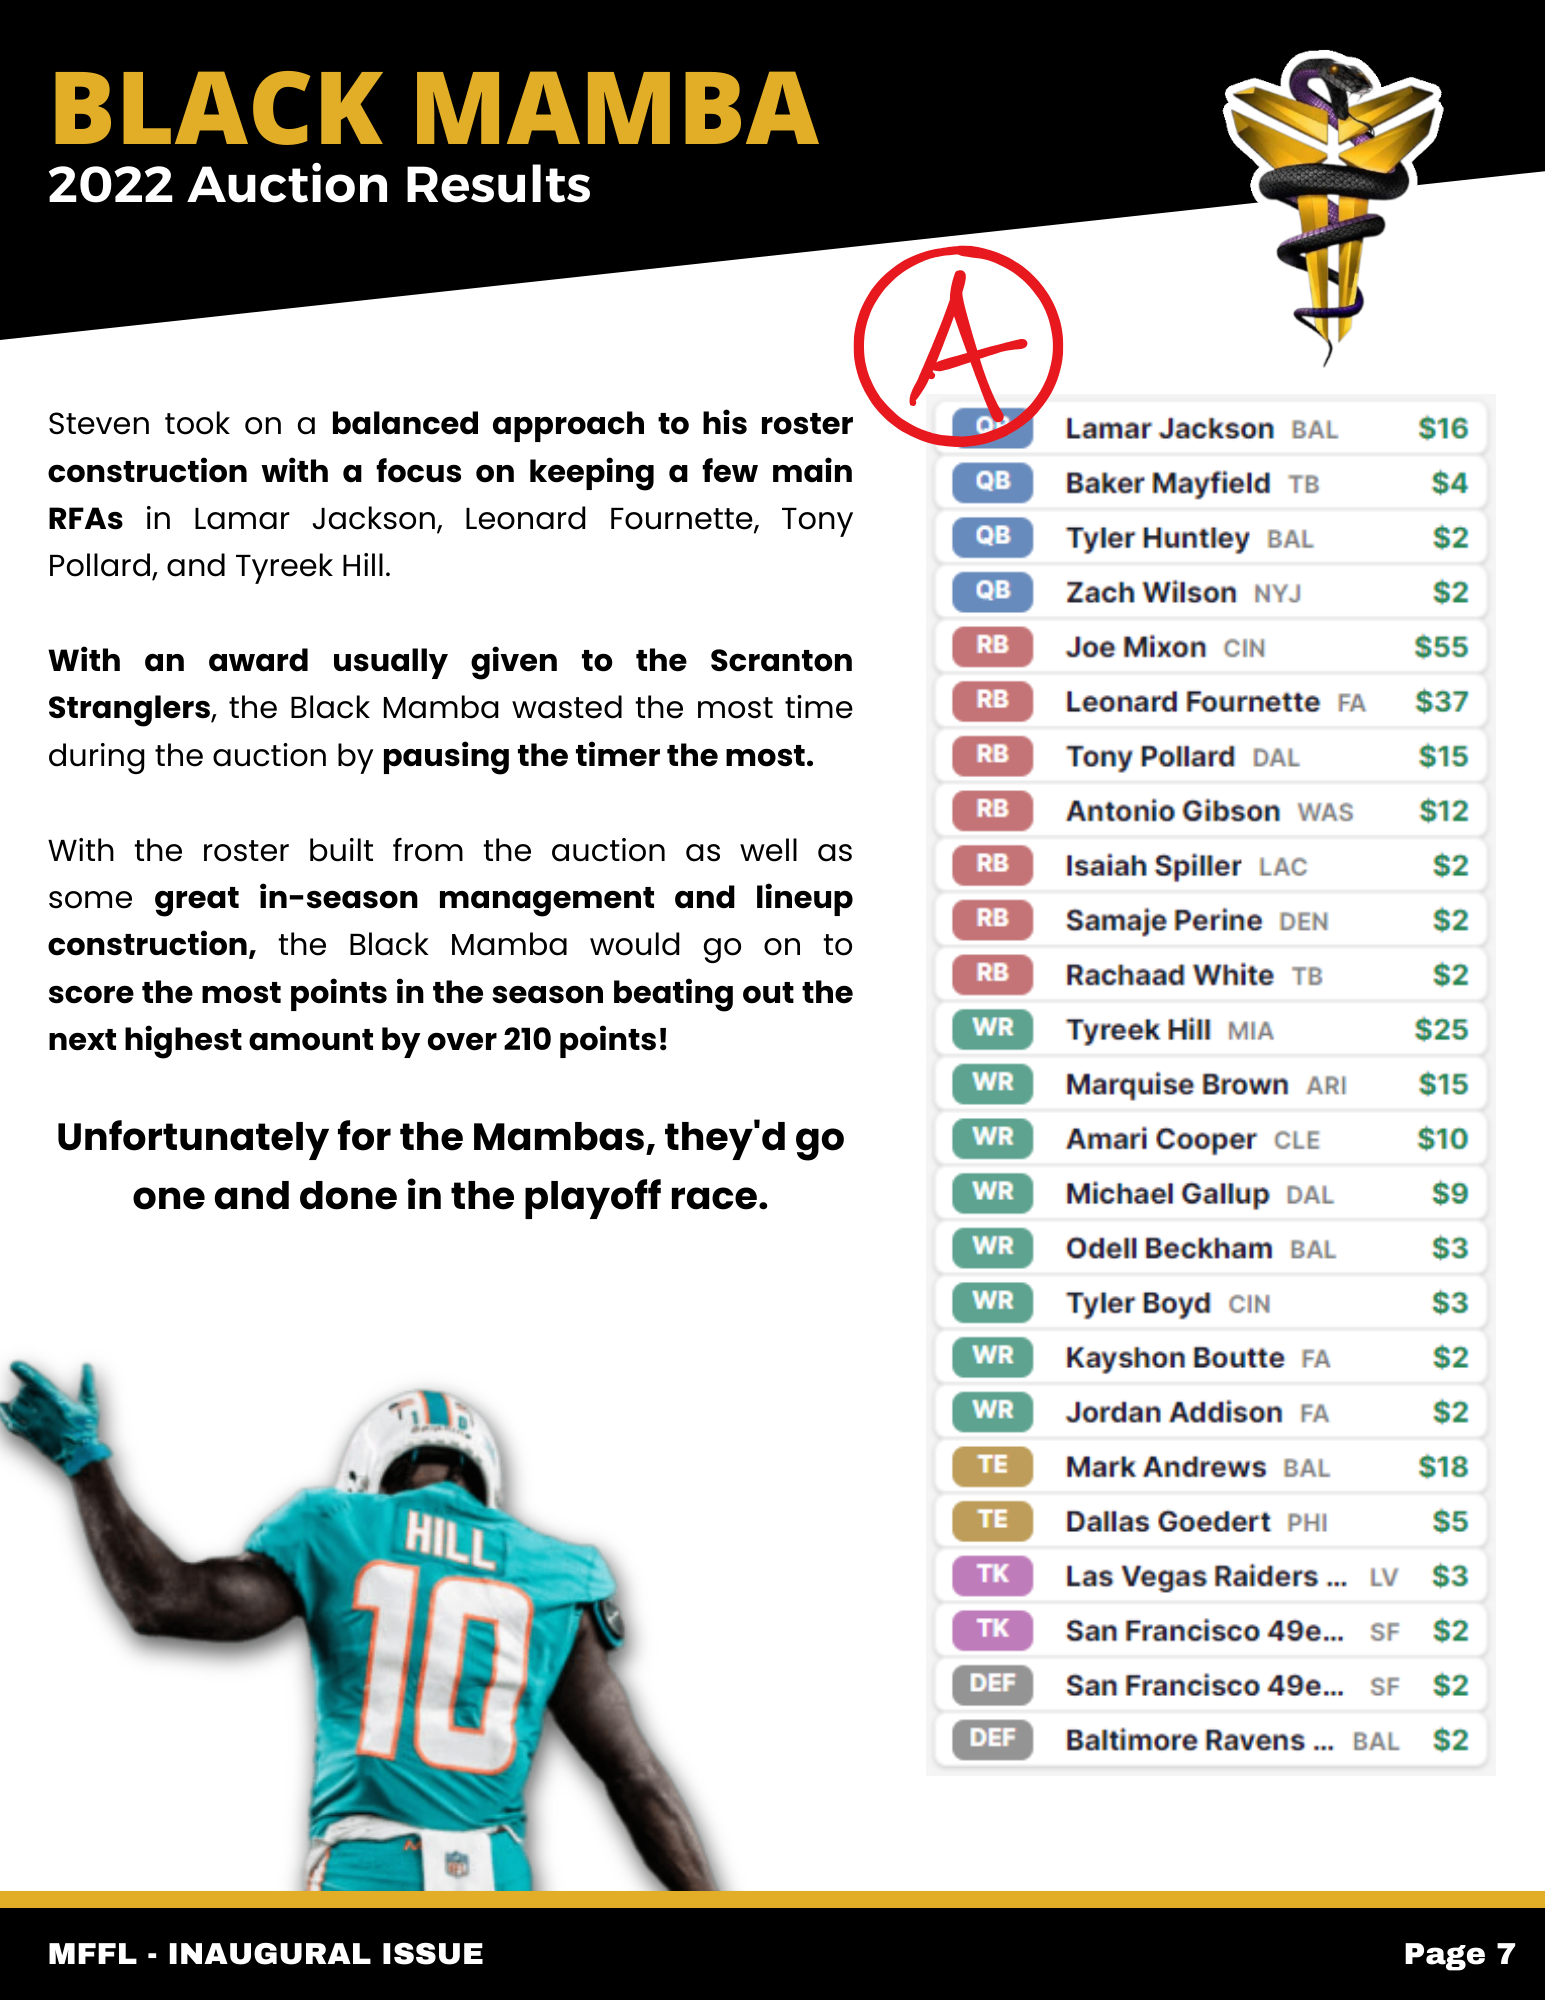 BLACK MAMBA
2022 Auction Results
A
Steven took on a balanced approach to his roster
construction with a focus on keeping a few main
RFAs in Lamar Jackson, Leonard Fournette, Tony
Pollard, and Tyreek Hill.
With an award usually given to the Scranton
Stranglers, the Black Mamba wasted the most time
during the auction by pausing the timer the most.
With the roster built from the auction as well as
some great in-season management and lineup
construction, the Black Mamba would go on to
score the most points in the season beating out the
next highest amount by over 210 points!
Unfortunately for the Mambas, they'd go
one and done in the playoff race.
QB Lamar Jackson BAL $16
QB Baker Mayfield TB $4
QB Tyler Huntley BAL $2
QB Zach Wilson NYJ $2
RB Joe Mixon CIN $55
RB Leonard Fournette FA $37
RB Tony Pollard DAL $15
RB Antonio Gibson WAS $12
RB Isaiah Spiller LAC $2
RB Samaje Perine DEN $2
RB Rachaad White TB $2
WR Tyreek Hill MIA $25
WR Marquise Brown ARI $15
WR Amari Cooper CLE $10
WR Michael Gallup DAL $9
WR Odell Beckham BAL $3
WR Tyler Boyd CIN $3
WR Kayshon Boutte FA $2
WR Jordan Addison FA $2
TE Mark Andrews BAL $18
TE Dallas Goedert PHI $5
TK Las Vegas Raiders ... LV $3
TK San Francisco 49e... SF $2
DEF San Francisco 49e... SF $2
DEF Baltimore Ravens ... BAL $2
HILL
10
NFL
MFFL - INAUGURAL ISSUE
Page 7